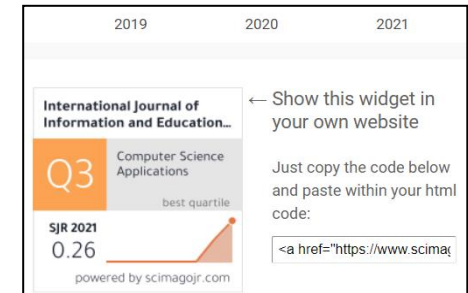 2019 2020 2021
International Journal of
Information and Education...
Q3
Computer Science
Applications
best quartile
SJR 2021
0.26
powered by scimagojr.com
← Show this widget in
your own website
Just copy the code below
and paste within your html
code:
<a href="https://www.scimag